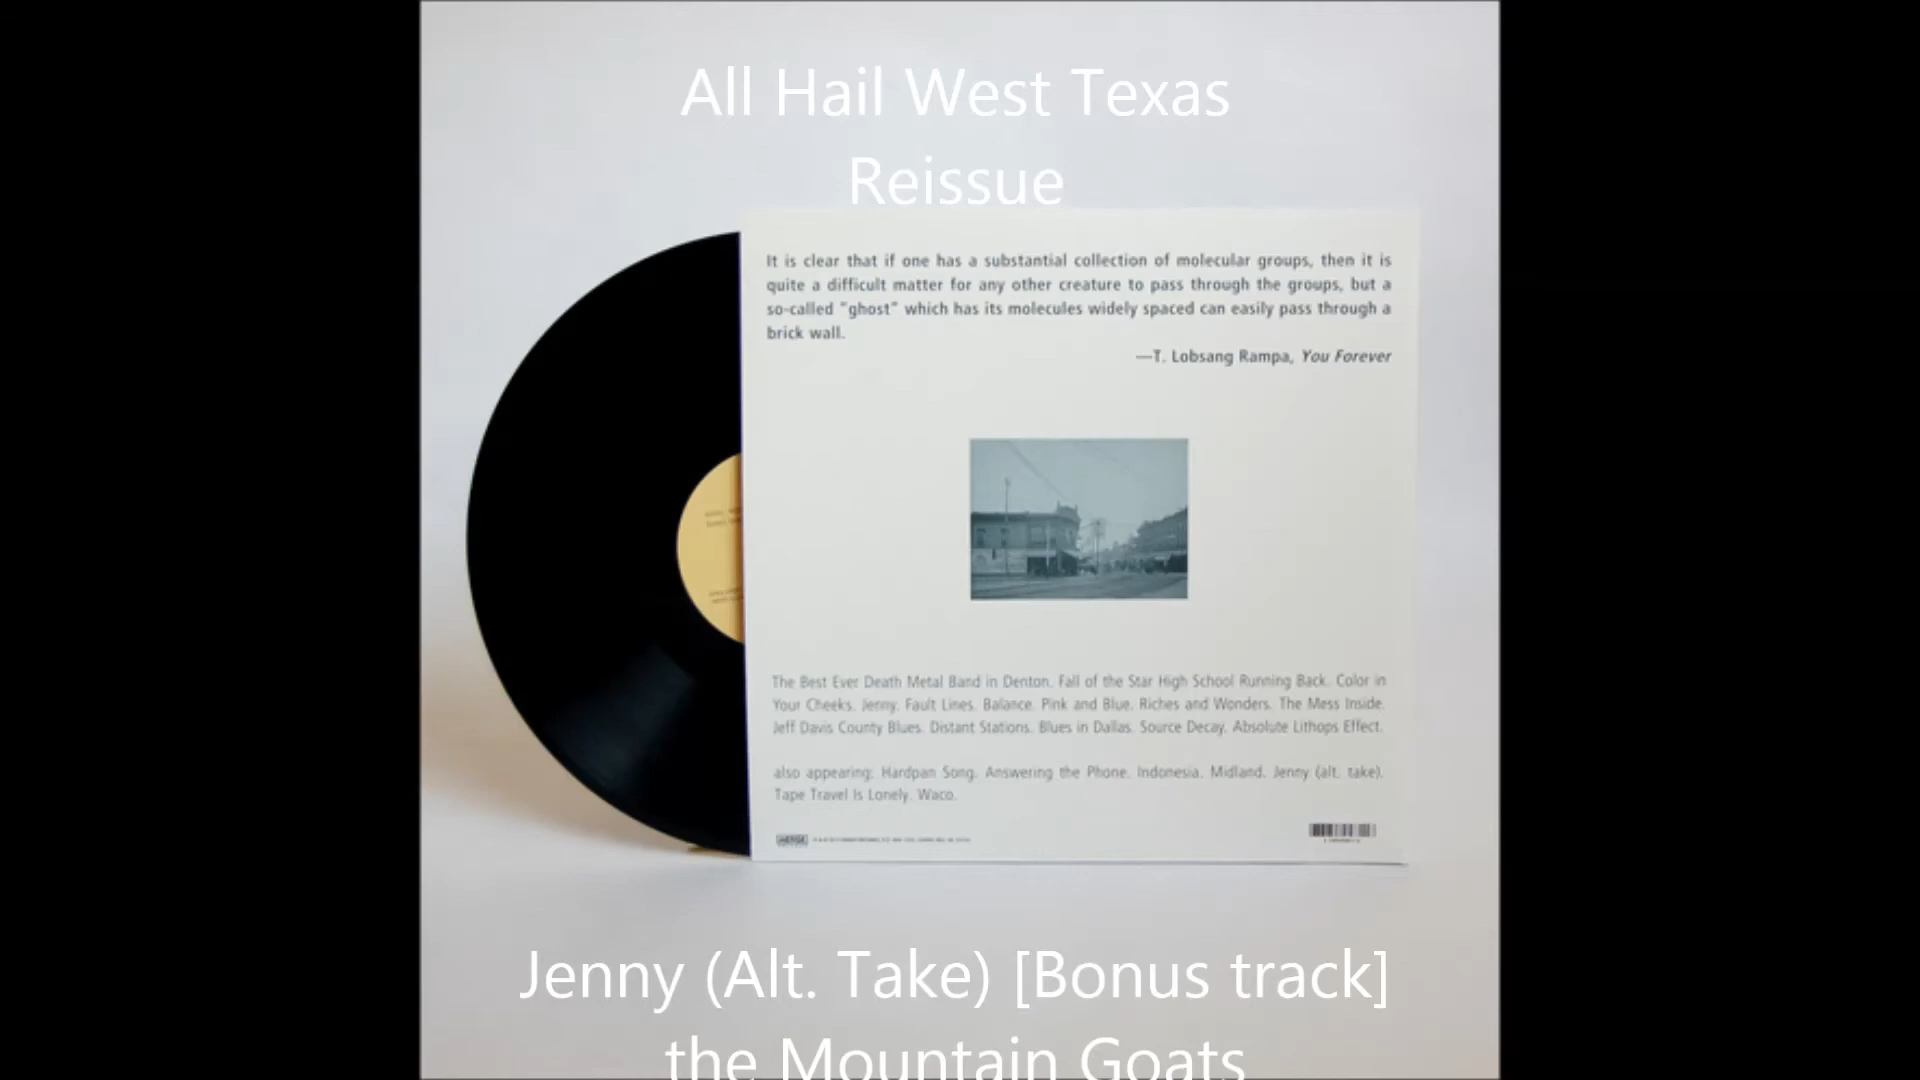 All Hail West Texas
Reissue
It is clear that if one has a substantial collection of molecular groups, then it is
quite a difficult matter for any other creature to pass through the groups, but a
so-called "ghost" which has its molecules widely spaced can easily pass through a
brick wall.
—T. Lobsang Rampa, You Forever
The Best Ever Death Metal Band in Denton. Fall of the Star High School Running Back. Color in
Your Cheeks. Jenny. Fault Lines. Balance. Pink and Blue. Riches and Wonders. The Mess Inside.
Jeff Davis County Blues. Distant Stations. Blues in Dallas. Source Decay. Absolute Lithops Effect.
also appearing: Hardpan Song. Answering the Phone. Indonesia. Midland. Jenny (alt. take).
Tape Travel Is Lonely. Waco.
Jenny (Alt. Take) [Bonus track]
the Mountain Goats